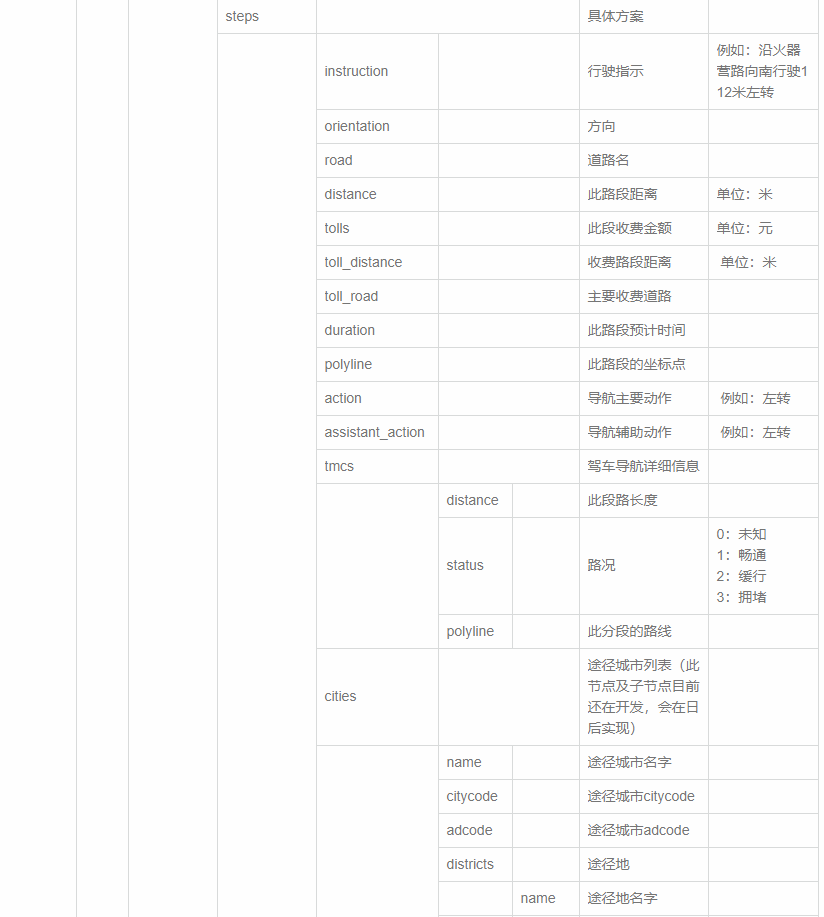 steps 具体方案
instruction 行驶指示 例如：沿火器
营路向南行驶1
12米左转
orientation 方向
road 道路名
distance 此路段距离 单位：米
tolls 此段收费金额 单位：元
toll_distance 收费路段距离 单位：米
toll_road 主要收费道路
duration 此路段预计时间
polyline 此路段的坐标点
action 导航主要动作 例如：左转
assistant_action 导航辅助动作 例如：左转
tmcs 驾车导航详细信息
distance 此段路长度
status 路况 0：未知
1：畅通
2：缓行
3：拥堵
polyline 此分段的路线
cities 途径城市列表（此
节点及子节点目前
还在开发，会在日
后实现）
name 途径城市名字
citycode 途径城市citycode
adcode 途径城市adcode
districts 途径地
name 途径地名字